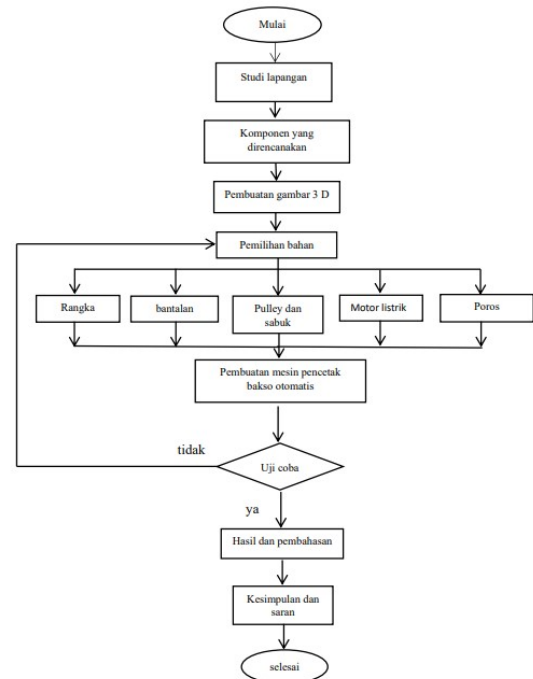 Mulai
Studi lapangan
Komponen yang
direncanakan
Pembuatan gambar 3 D
Pemilihan bahan
Rangka
bantalan
Pulley dan
sabuk
Motor listrik
Poros
Pembuatan mesin pencetak
bakso otomatis
tidak
Uji coba
ya
Hasil dan pembahasan
Kesimpulan dan
saran
selesai